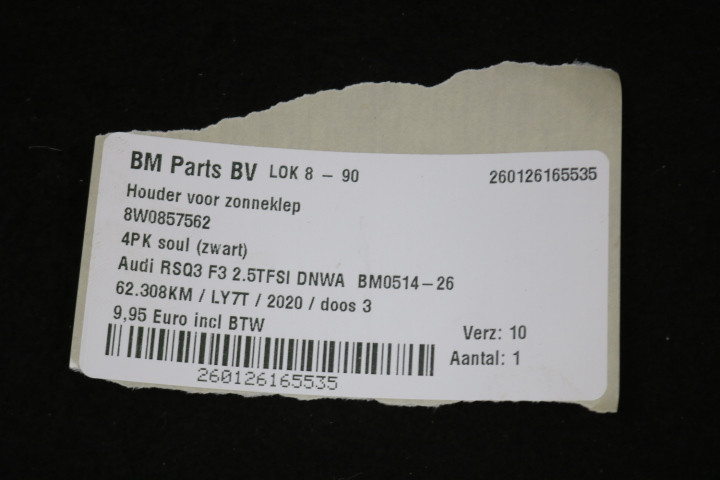 BM Parts BV LOK 8 - 90 260126165535
Houder voor zonneklep
8W0857562
4PK soul (zwart)
Audi RSQ3 F3 2.5TFSI DNWA BM0514-26
62.308KM / LY7T / 2020 / doos 3
9,95 Euro incl BTW
Verz: 10
Aantal: 1
260126165535